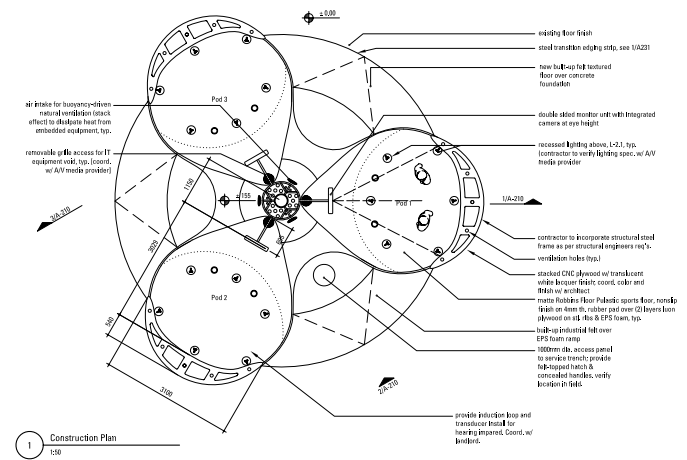 ± 0.00
existing floor finish
steel transition edging strip, see 1/A231
new built-up felt textured
floor over concrete
foundation
Pod 3
air intake for buoyancy-driven
natural ventilation (stack
effect) to dissipate heat from
embedded equipment, typ.
double sided monitor unit with integrated
camera at eye height
removable grille access for IT
equipment void, typ. (coord.
w/ A/V media provider)
recessed lighting above, L-2.1, typ.
(contractor to verify lighting spec. w/ A/V
media provider
1150
± 155
Pod 1
1/A-210
3/A-210
3029
contractor to incorporate structural steel
frame as per structural engineers req's.
ventilation holes (typ.)
stacked CNC plywood w/ translucent
white lacquer finish; coord. color and
finish w/ architect
Pod 2
matte Robbins Floor Pulastic sports floor, nonslip
finish on 4mm th. rubber pad over (2) layers luan
plywood on stl. ribs & EPS foam, typ.
540
built-up industrial felt over
EPS foam ramp
1000mm dia. access panel
to service trench; provide
felt-topped hatch &
concealed handles. verify
location in field.
3100
2/A-210
provide induction loop and
transducer install for
hearing impared. Coord. w/
landlord.
1
Construction Plan
1:50